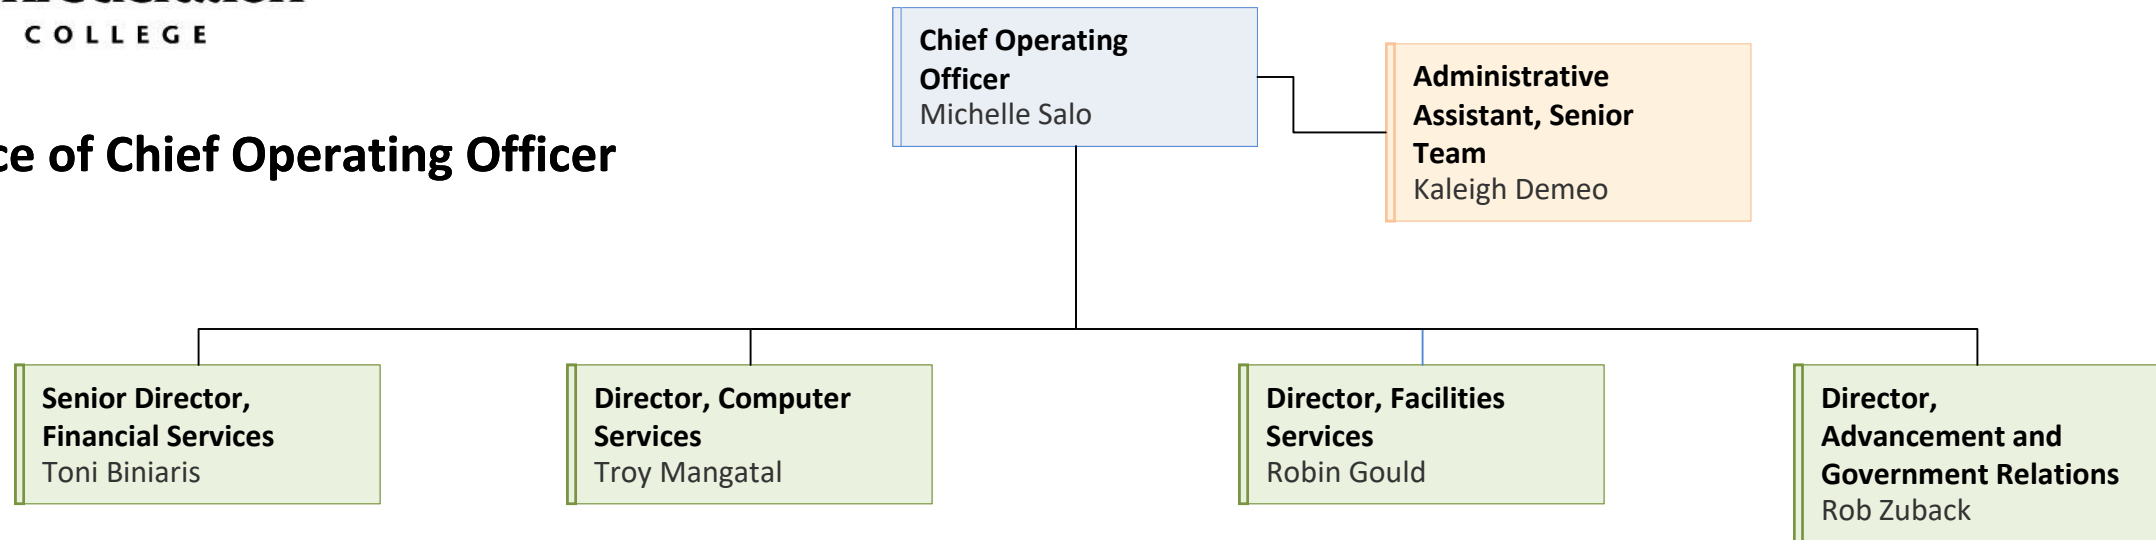 COLLEGE
of Chief Operating Officer
Chief Operating
Officer
Michelle Salo
Administrative
Assistant, Senior
Team
Kaleigh Demeo
Senior Director,
Financial Services
Toni Biniaris
Director, Computer
Services
Troy Mangatal
Director, Facilities
Services
Robin Gould
Director,
Advancement and
Government Relations
Rob Zuback